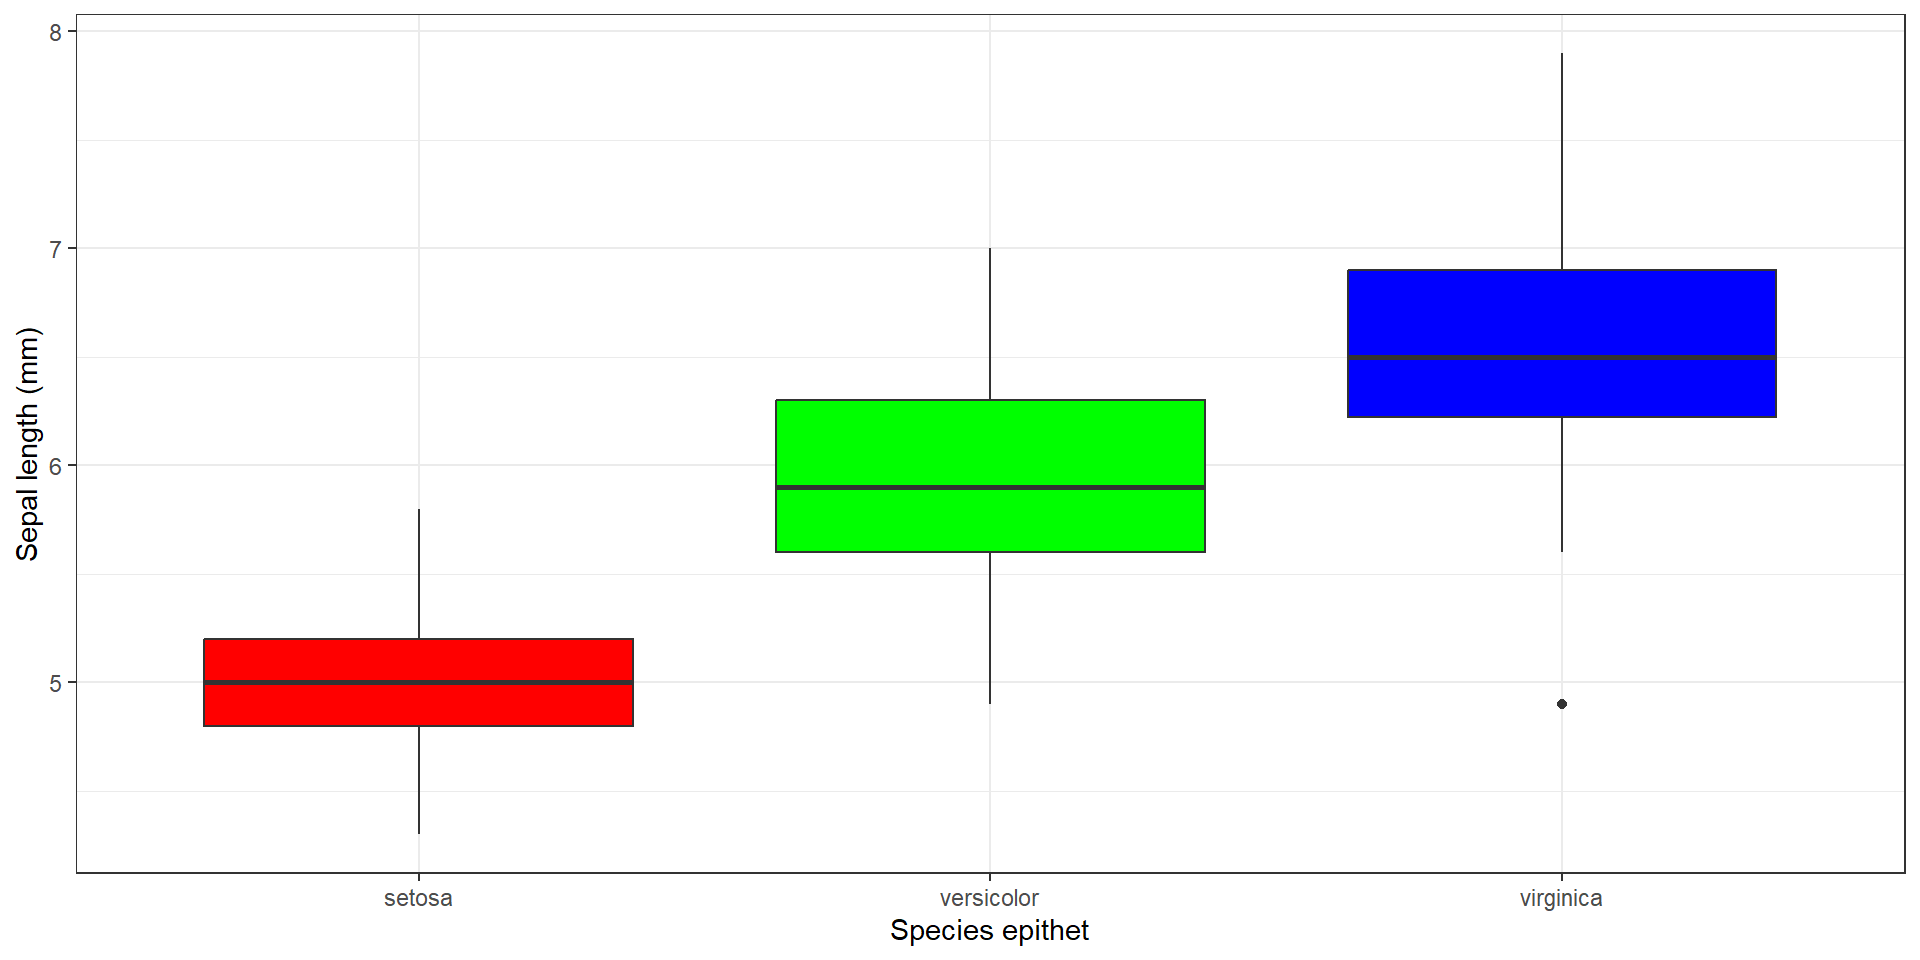 8
7
6
5
Sepal length (mm)
setosa
versicolor
virginica
Species epithet